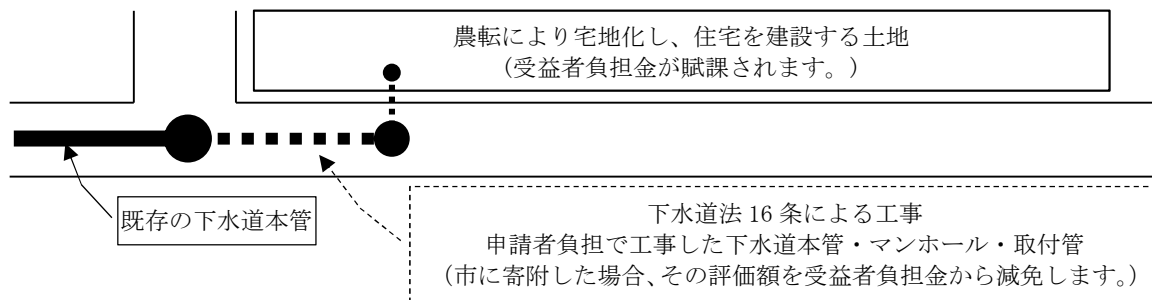 農転により宅地化し、住宅を建設する土地
(受益者負担金が賦課されます。)
既存の下水道本管
下水道法 16 条による工事
申請者負担で工事した下水道本管・マンホール・取付管
(市に寄附した場合、その評価額を受益者負担金から減免します。)